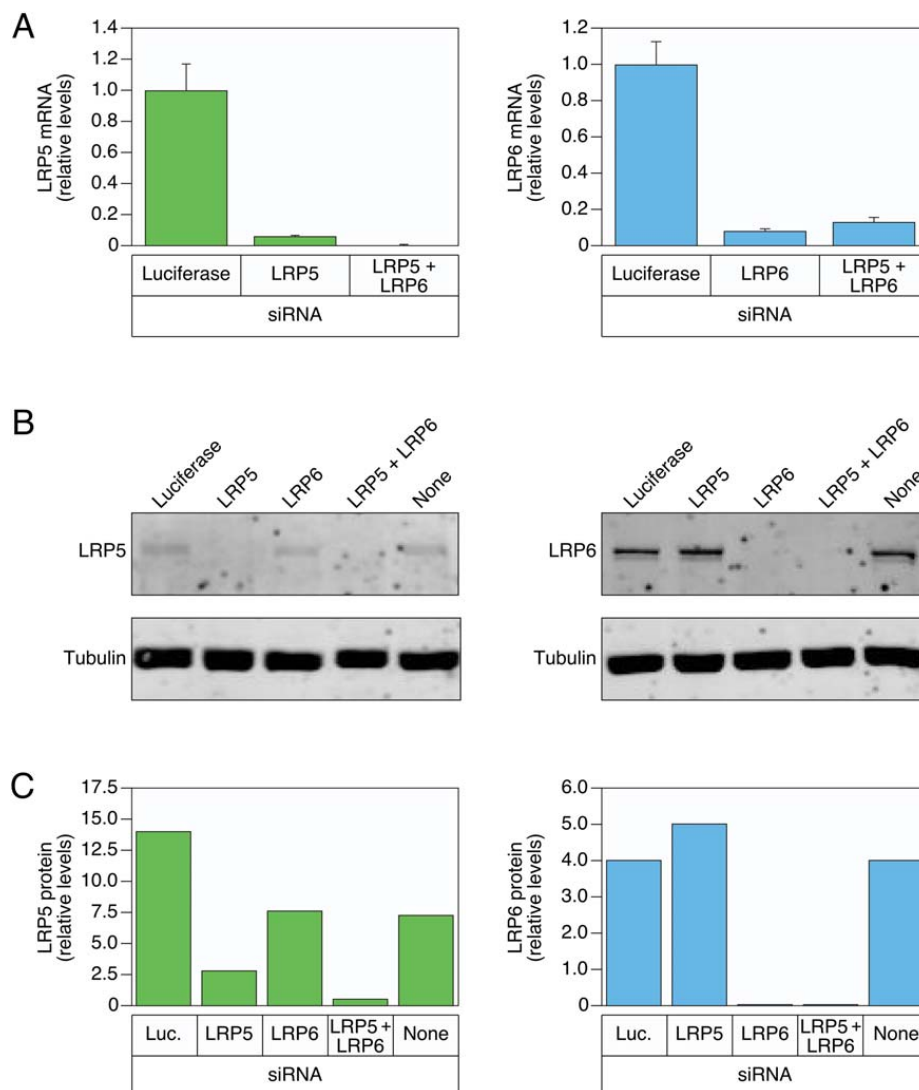 A
LRP5 mRNA
(relative levels)
1.4
1.2
1.0
0.8
0.6
0.4
0.2
0
Luciferase
LRP5
LRP5 +
LRP6
siRNA
LRP6 mRNA
(relative levels)
1.2
1.0
0.8
0.6
0.4
0.2
0
Luciferase
LRP6
LRP5 +
LRP6
siRNA
B
Luciferase
LRP5
LRP6
LRP5 + LRP6
None
LRP5
Tubulin
Luciferase
LRP5
LRP6
LRP5 + LRP6
None
LRP6
Tubulin
C
LRP5 protein
(relative levels)
17.5
15.0
12.5
10.0
7.5
5.0
2.5
0
Luc.
LRP5
LRP6
LRP5 +
LRP6
None
siRNA
LRP6 protein
(relative levels)
6.0
5.0
4.0
3.0
2.0
1.0
0
Luc.
LRP5
LRP6
LRP5 +
LRP6
None
siRNA